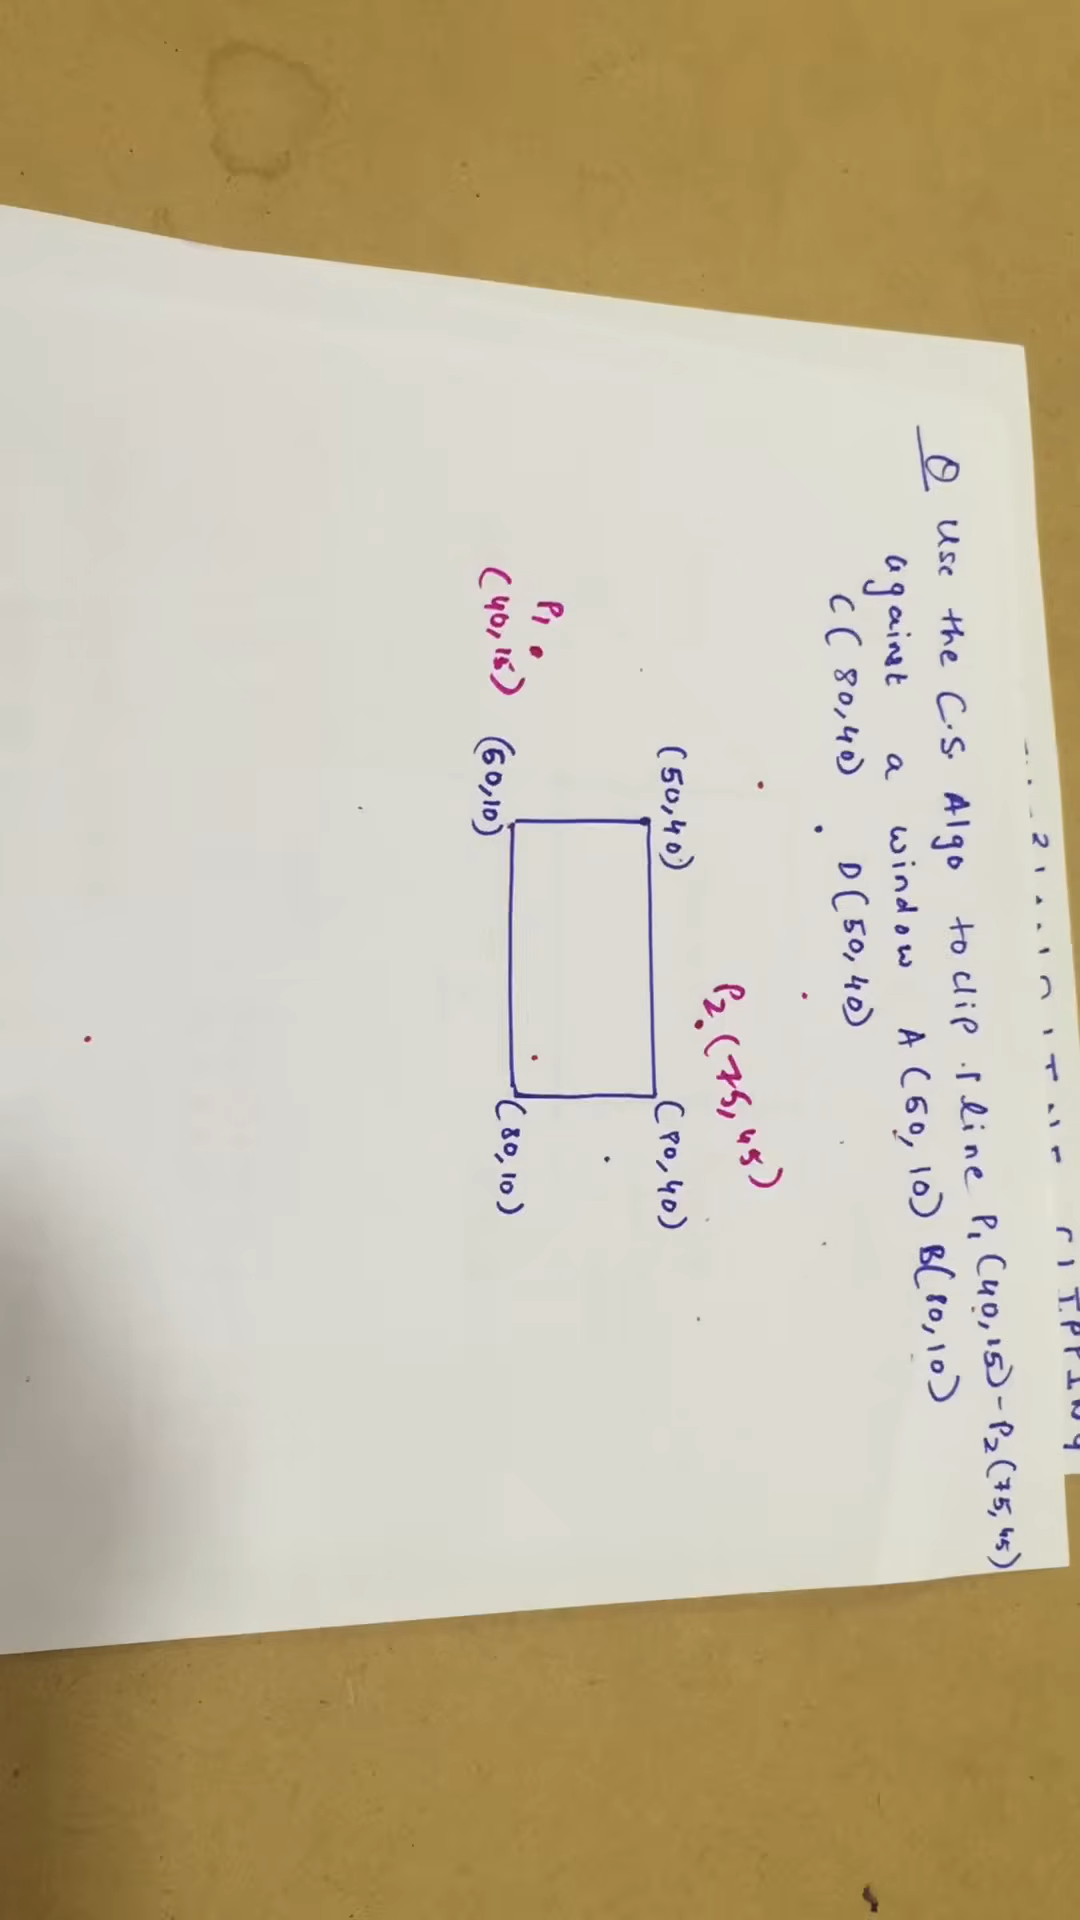 Q Use the C.S. Algo to clip line P1 (40,15) - P2 (75,45)
against a window A (50,10) B(80,10)
C(80,40) D(50,40)
P2 (75,45)
(50,40) (80,40)
P1
(40,15)
(50,10) (80,10)